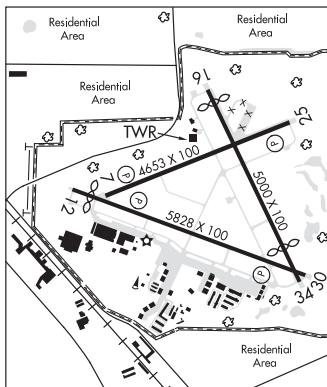 Residential
Area
Residential
Area
Residential
Area
16
25
TWR
P
P
4653 X 100
7
5000 X 100
12
P
5828 X 100
P
34
30
Residential
Area